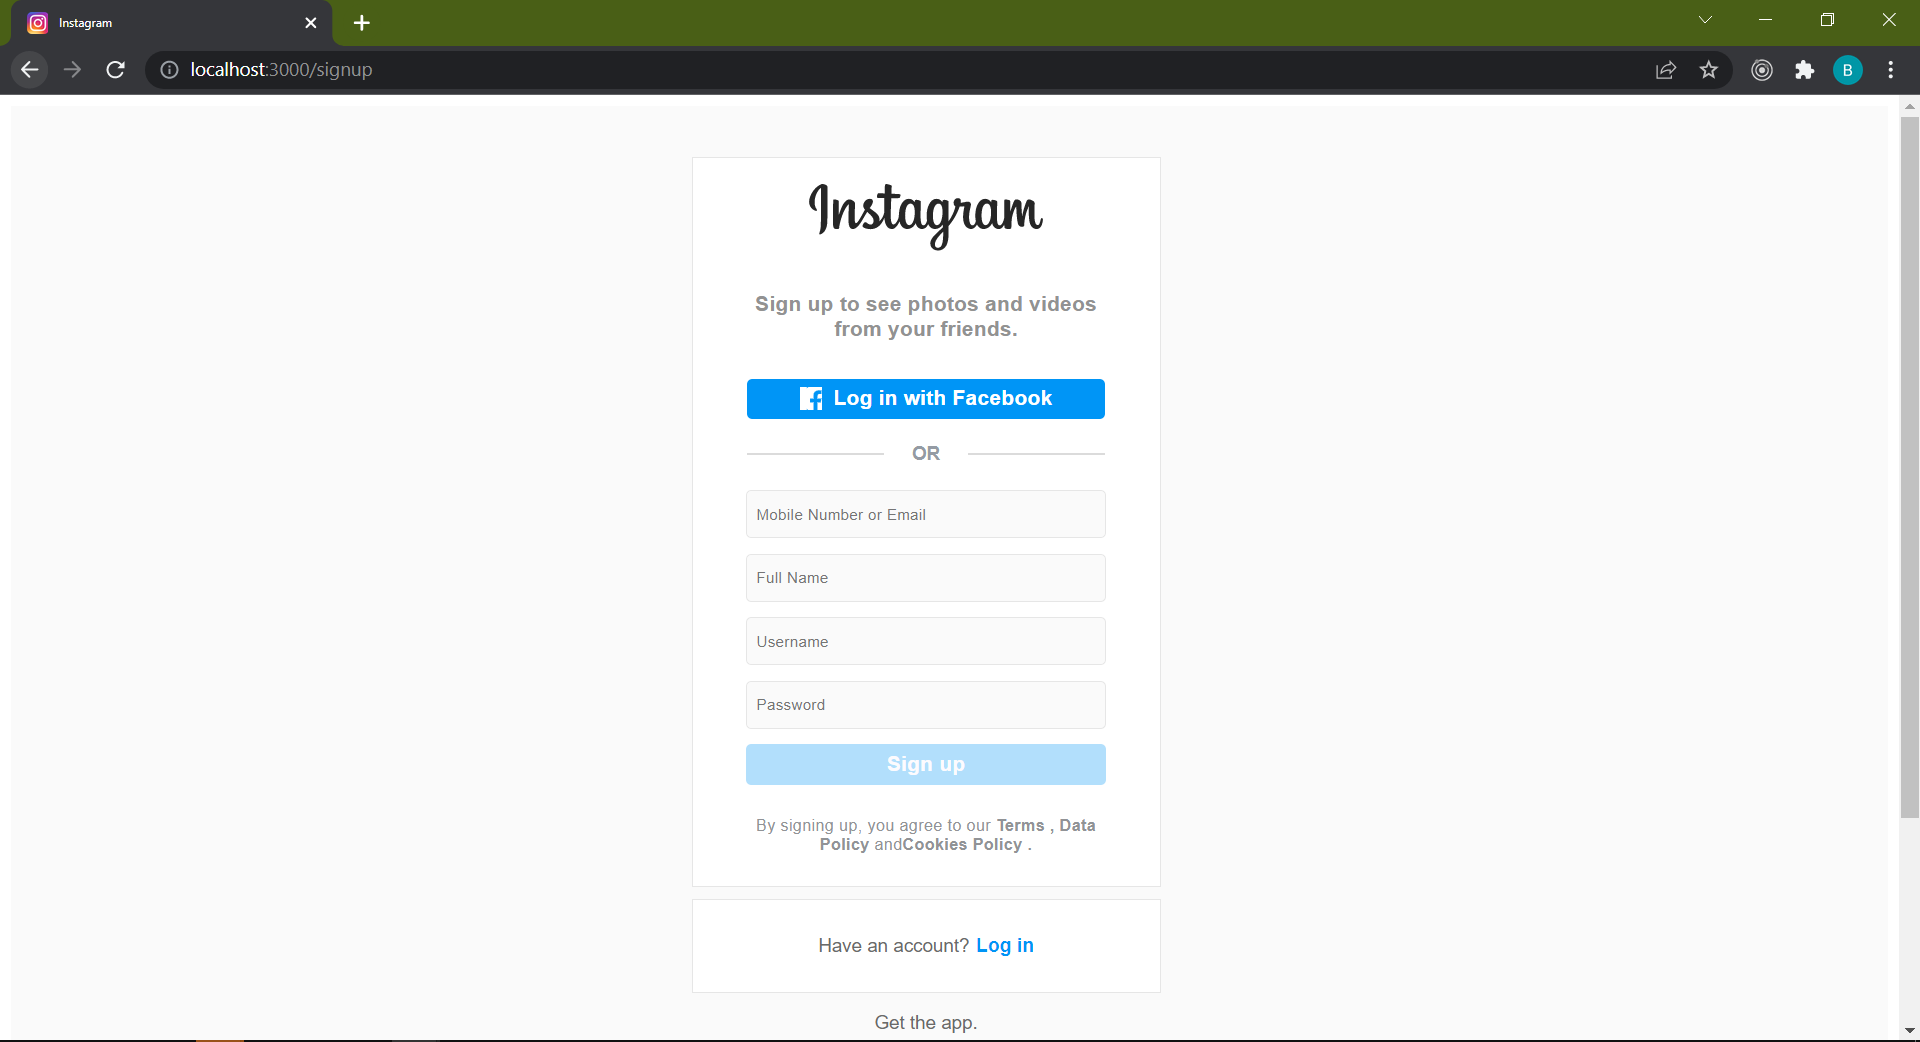 Instagram
localhost:3000/signup
B
Instagram
Sign up to see photos and videos
from your friends.
Log in with Facebook
OR
Mobile Number or Email
Full Name
Username
Password
Sign up
By signing up, you agree to our Terms , Data
Policy andCookies Policy .
Have an account? Log in
Get the app.